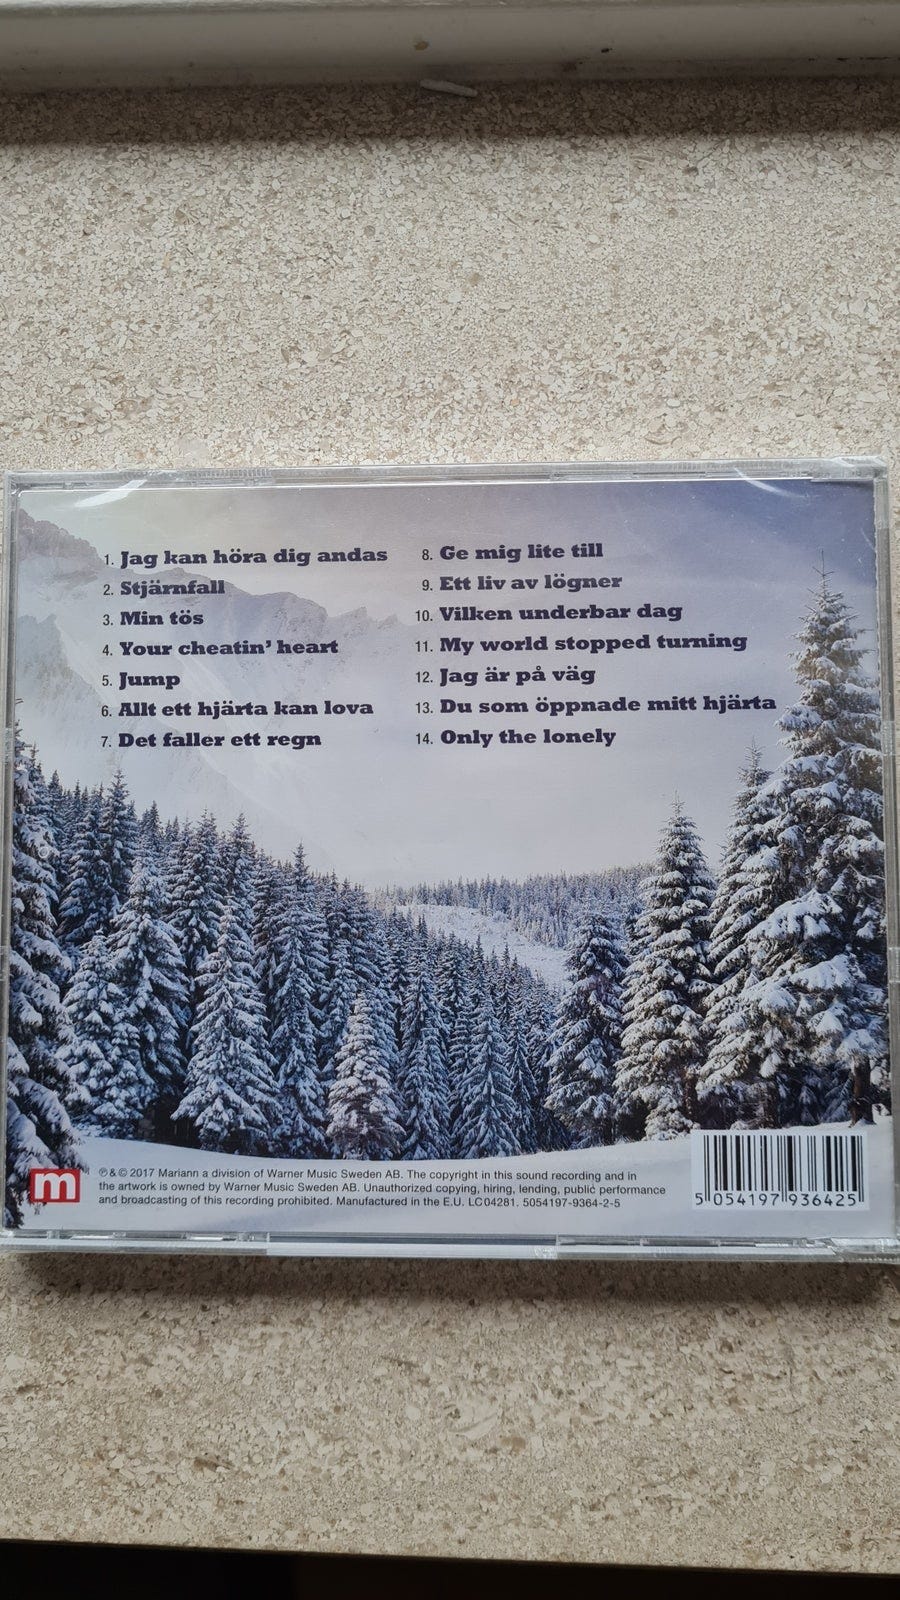 1. Jag kan höra dig andas
2. Stjärnfall
3. Min tös
4. Your cheatin' heart
5. Jump
6. Allt ett hjärta kan lova
7. Det faller ett regn
8. Ge mig lite till
9. Ett liv av lögner
10. Vilken underbar dag
11. My world stopped turning
12. Jag är på väg
13. Du som öppnade mitt hjärta
14. Only the lonely
m
℗ & © 2017 Mariann a division of Warner Music Sweden AB. The copyright in this sound recording and in
the artwork is owned by Warner Music Sweden AB. Unauthorized copying, hiring, lending, public performance
and broadcasting of this recording prohibited. Manufactured in the E.U. LC04281. 5054197-9364-2-5
5 054197 936425